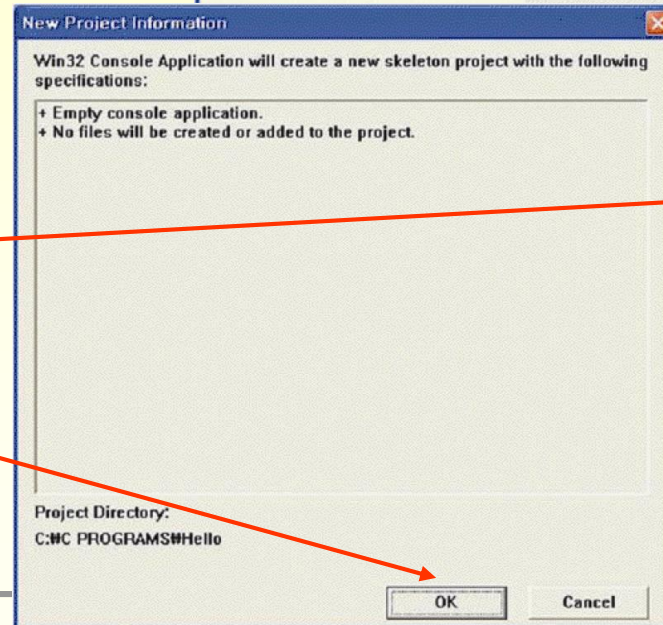 New Project Information
Win32 Console Application will create a new skeleton project with the following
specifications:
+ Empty console application.
+ No files will be created or added to the project.
Project Directory:
C:₩C PROGRAMS₩Hello
OK
Cancel